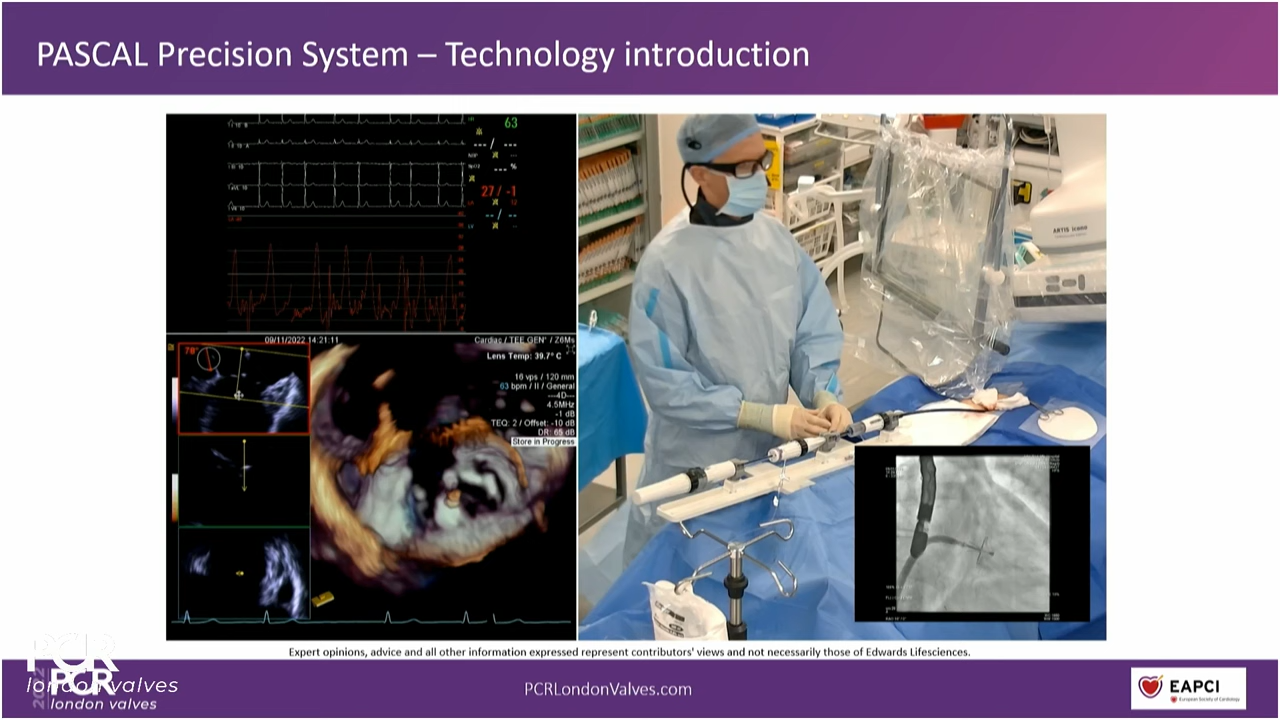 PASCAL Precision System – Technology introduction
63
27 / -1
09/11/2022 14:21:11
Cardiac / TEE GEN* / Z6Ms
Lens Temp: 39.7° C
16 vps / 120 mm
63 bpm / II / General
----4D----
4.5MHz
-1 dB
TEQ: 2 / Offset: -10 dB
DR: 65 dB
Store in Progress
ARTIS icono
Expert opinions, advice and all other information expressed represent contributors' views and not necessarily those of Edwards Lifesciences.
PCR
london valves
PCR
london valves
2022
PCRLondonValves.com
EAPCI
European Society of Cardiology